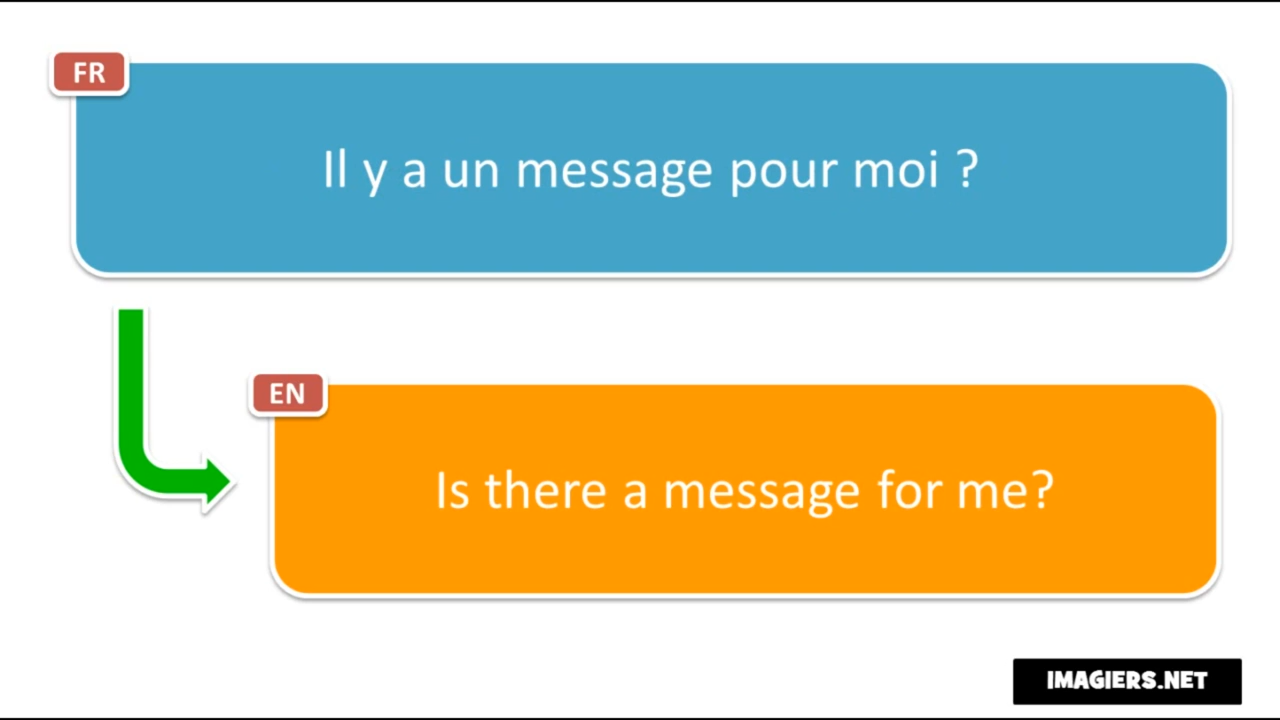 FR
Il y a un message pour moi ?
EN
Is there a message for me?
IMAGIERS.NET